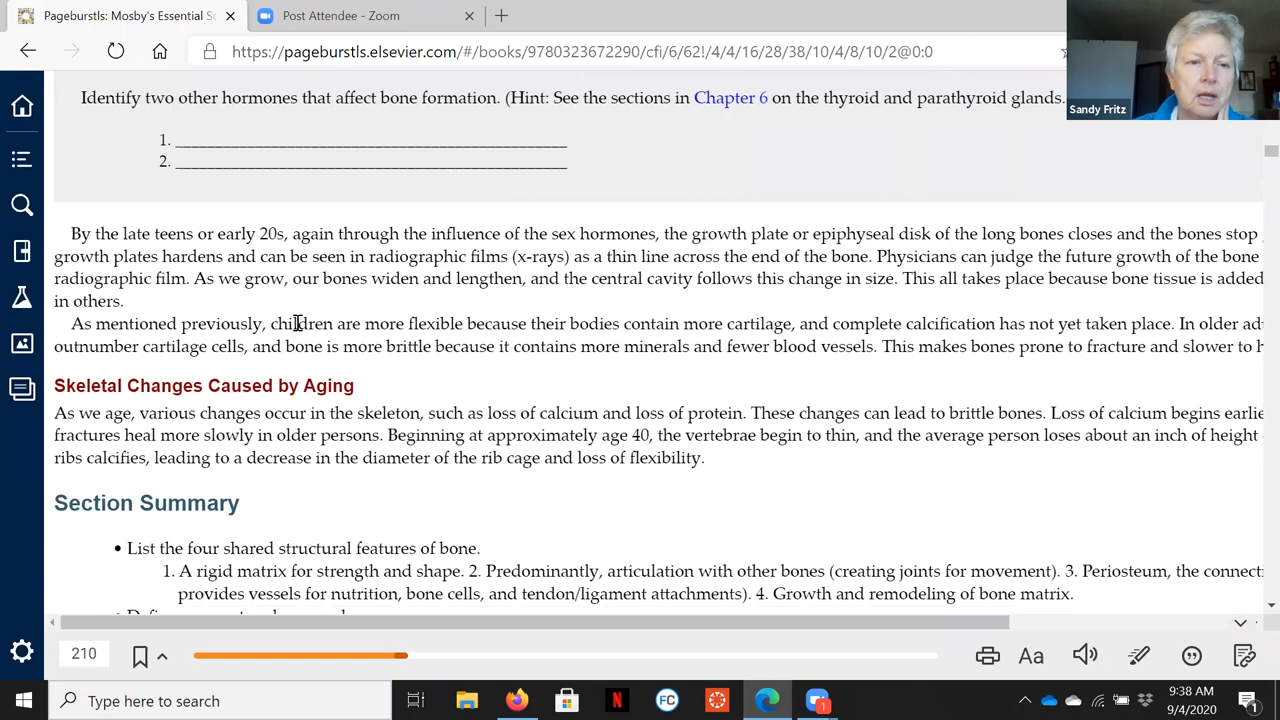 Pageburstls: Mosby's Essential Sc
Post Attendee - Zoom
https://pageburstls.elsevier.com/#/books/9780323672290/cfi/6/62!/4/4/16/28/38/10/4/8/10/2@0:0
Sandy Fritz
Identify two other hormones that affect bone formation. (Hint: See the sections in Chapter 6 on the thyroid and parathyroid glands.
1.
2.
By the late teens or early 20s, again through the influence of the sex hormones, the growth plate or epiphyseal disk of the long bones closes and the bones stop
growth plates hardens and can be seen in radiographic films (x-rays) as a thin line across the end of the bone. Physicians can judge the future growth of the bone
radiographic film. As we grow, our bones widen and lengthen, and the central cavity follows this change in size. This all takes place because bone tissue is added
in others.
As mentioned previously, children are more flexible because their bodies contain more cartilage, and complete calcification has not yet taken place. In older ad
outnumber cartilage cells, and bone is more brittle because it contains more minerals and fewer blood vessels. This makes bones prone to fracture and slower to h
Skeletal Changes Caused by Aging
As we age, various changes occur in the skeleton, such as loss of calcium and loss of protein. These changes can lead to brittle bones. Loss of calcium begins earlie
fractures heal more slowly in older persons. Beginning at approximately age 40, the vertebrae begin to thin, and the average person loses about an inch of height
ribs calcifies, leading to a decrease in the diameter of the rib cage and loss of flexibility.
Section Summary
• List the four shared structural features of bone.
1. A rigid matrix for strength and shape. 2. Predominantly, articulation with other bones (creating joints for movement). 3. Periosteum, the connecti
provides vessels for nutrition, bone cells, and tendon/ligament attachments). 4. Growth and remodeling of bone matrix.
210
Aa
Type here to search
N
FC
1
9:38 AM
9/4/2020
1